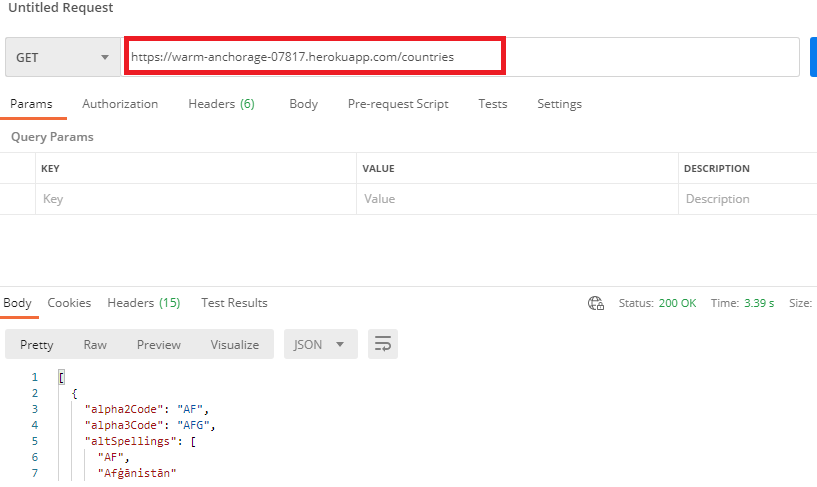 Untitled Request
GET https://warm-anchorage-07817.herokuapp.com/countries
Params Authorization Headers (6) Body Pre-request Script Tests Settings
Query Params
KEY VALUE DESCRIPTION
Key Value Description
Body Cookies Headers (15) Test Results Status: 200 OK Time: 3.39 s Size:
Pretty Raw Preview Visualize JSON
1 [
2 {
3 "alpha2Code": "AF",
4 "alpha3Code": "AFG",
5 "altSpellings": [
6 "AF",
7 "Afġānistān"